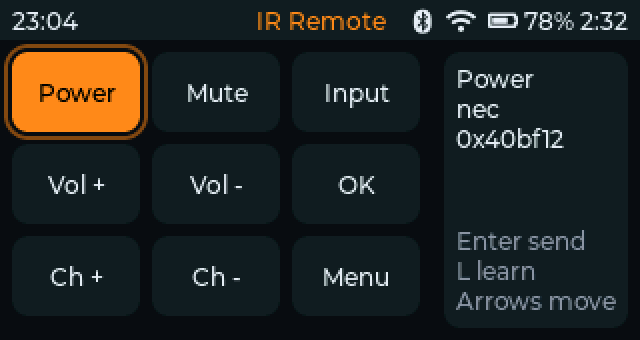 23:04 IR Remote 78% 2:32
Power Mute Input
Vol + Vol - OK
Ch + Ch - Menu
Power
nec
0x40bf12
Enter send
L learn
Arrows move